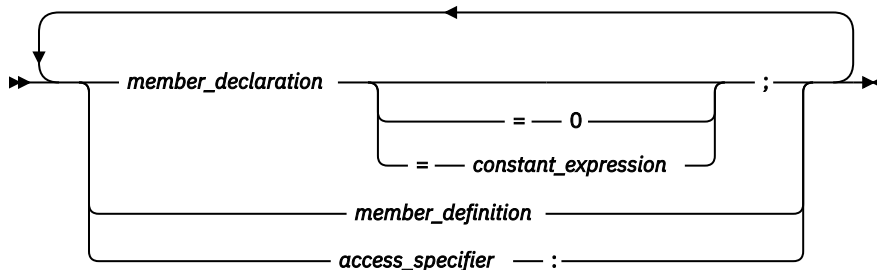 member_declaration ;
= 0
= constant_expression
member_definition
access_specifier :